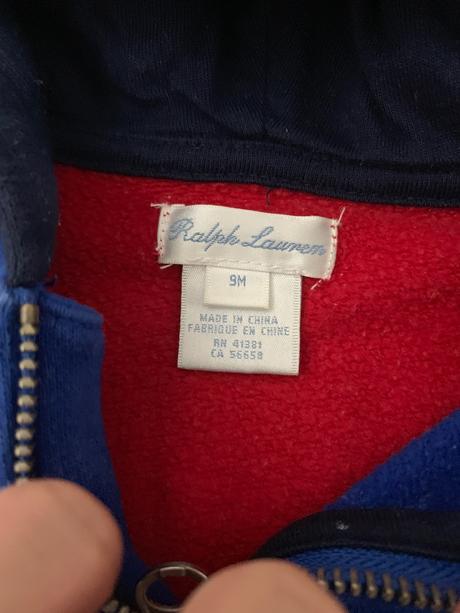 Ralph Lauren
9M
MADE IN CHINA
FABRIQUE EN CHINE
RN 41381
CA 56658